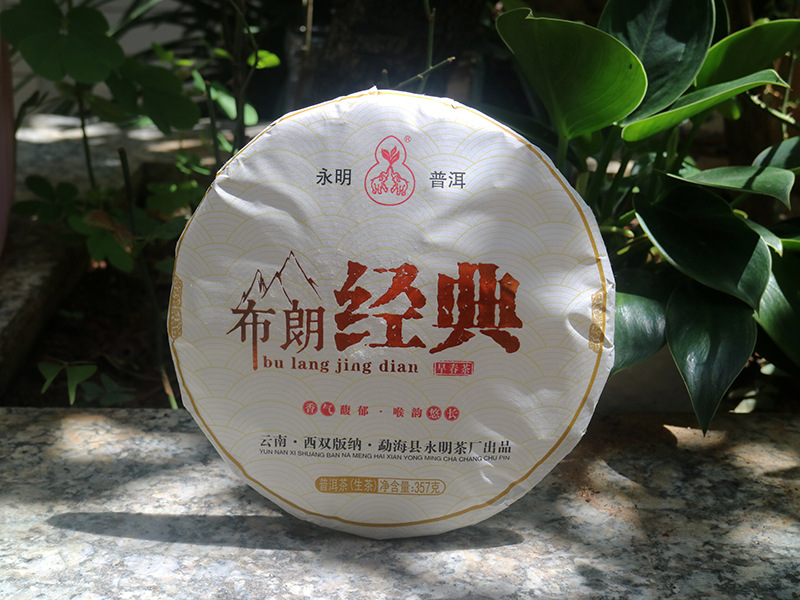 永明 ® 普洱
布朗经典
bu lang jing dian 早春茶
香气馥郁·喉韵悠长
云南·西双版纳·勐海县永明茶厂出品
YUN NAN XI SHUANG BAN NA MENG HAI XIAN YONG MING CHA CHANG CHU PIN
普洱茶(生茶) 净含量:357克